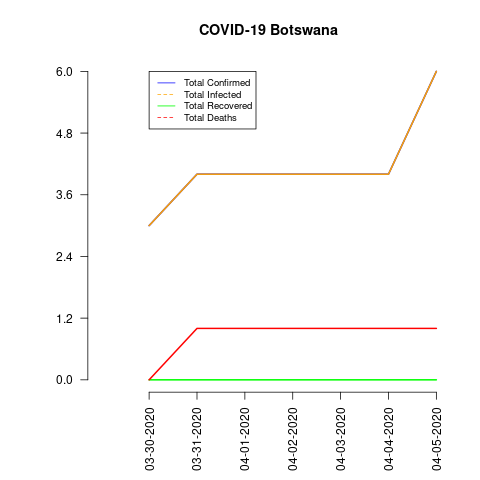 COVID-19 Botswana
6.0
4.8
3.6
2.4
1.2
0.0
Total Confirmed
Total Infected
Total Recovered
Total Deaths
03-30-2020
03-31-2020
04-01-2020
04-02-2020
04-03-2020
04-04-2020
04-05-2020